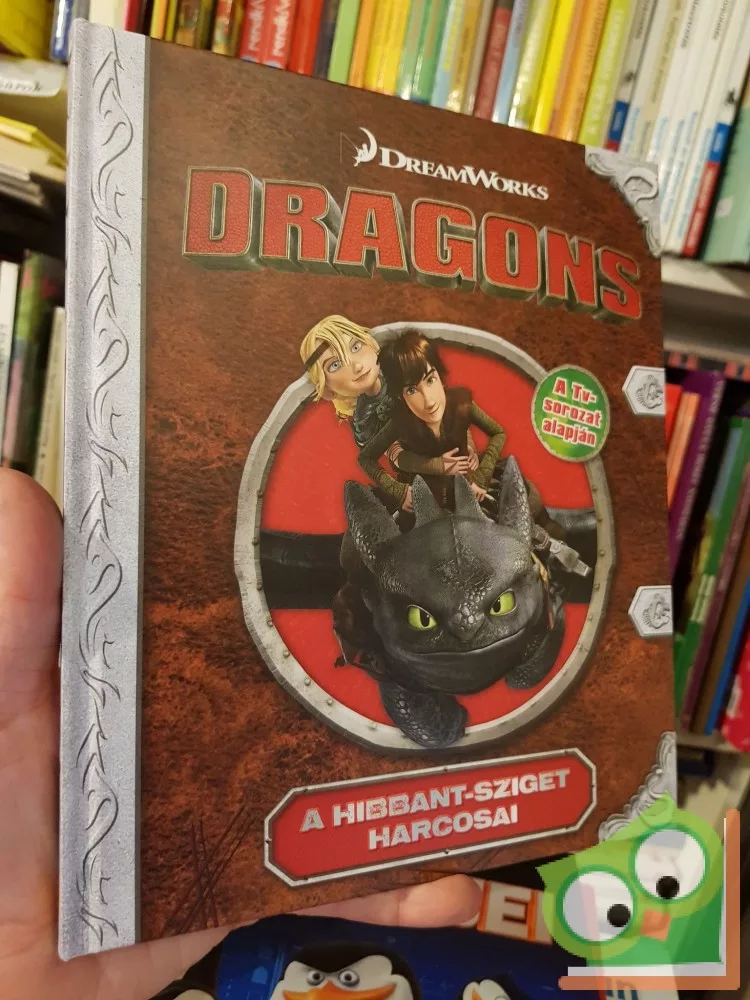 DREAMWORKS
DRAGONS
A Tv-
sorozat
alapján
A HIBBANT-SZIGET
HARCOSAI